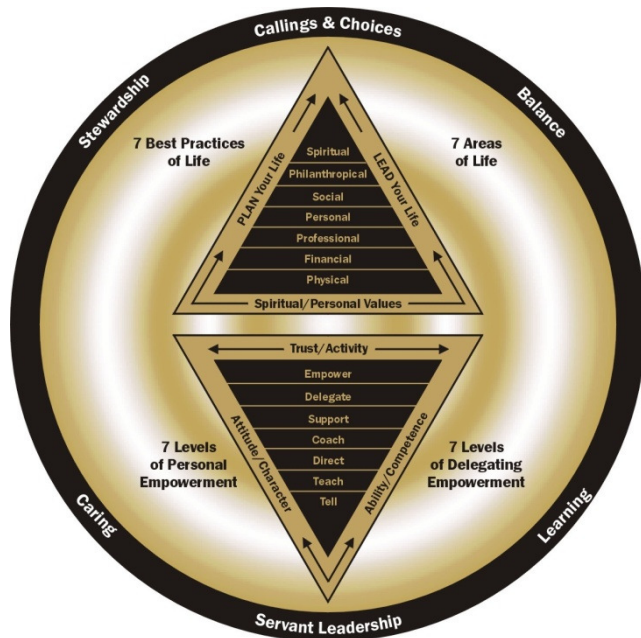 Callings & Choices
Stewardship
Balance
7 Best Practices
of Life
7 Areas
of Life
PLAN Your Life
LEAD Your Life
Spiritual
Philanthropical
Social
Personal
Professional
Financial
Physical
Spiritual/Personal Values
Trust/Activity
Empower
Delegate
Support
Coach
Direct
Teach
Tell
Attitude/Character
Ability/Competence
7 Levels
of Personal
Empowerment
7 Levels
of Delegating
Empowerment
Caring
Learning
Servant Leadership